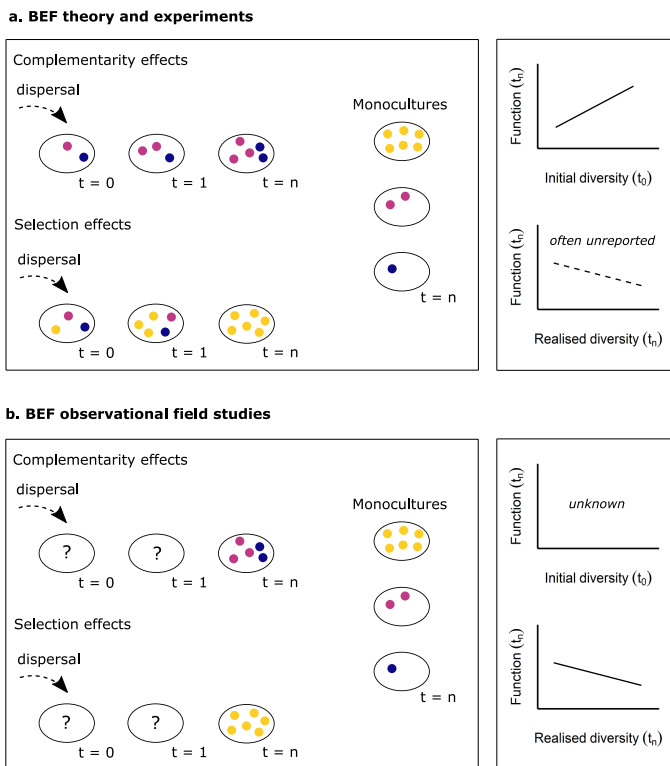 a. BEF theory and experiments
Complementarity effects
dispersal
t = 0
t = 1
t = n
Selection effects
dispersal
t = 0
t = 1
t = n
Monocultures
t = n
Function (tn)
Initial diversity (t0)
Function (tn)
often unreported
Realised diversity (tn)
b. BEF observational field studies
Complementarity effects
dispersal
?
?
t = 0
t = 1
t = n
Selection effects
dispersal
?
?
t = 0
t = 1
t = n
Monocultures
t = n
Function (tn)
unknown
Initial diversity (t0)
Function (tn)
Realised diversity (tn)